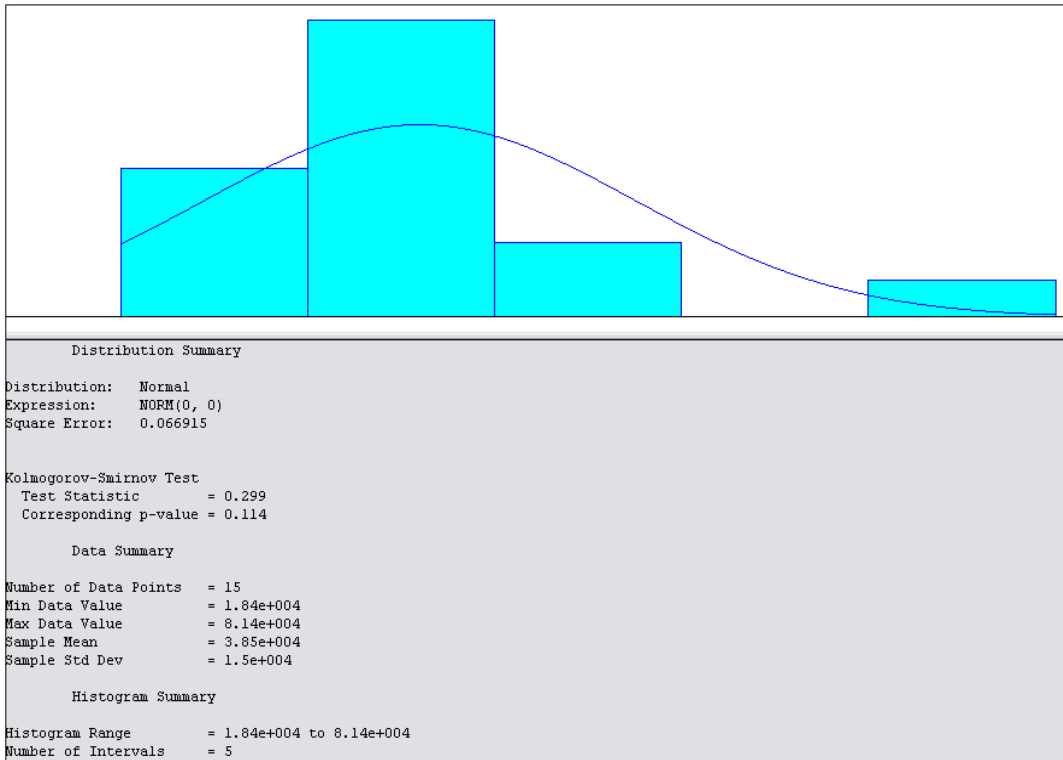 Distribution Summary
Distribution: Normal
Expression: NORM(0, 0)
Square Error: 0.066915
Kolmogorov-Smirnov Test
Test Statistic = 0.299
Corresponding p-value = 0.114
Data Summary
Number of Data Points = 15
Min Data Value = 1.84e+004
Max Data Value = 8.14e+004
Sample Mean = 3.85e+004
Sample Std Dev = 1.5e+004
Histogram Summary
Histogram Range = 1.84e+004 to 8.14e+004
Number of Intervals = 5